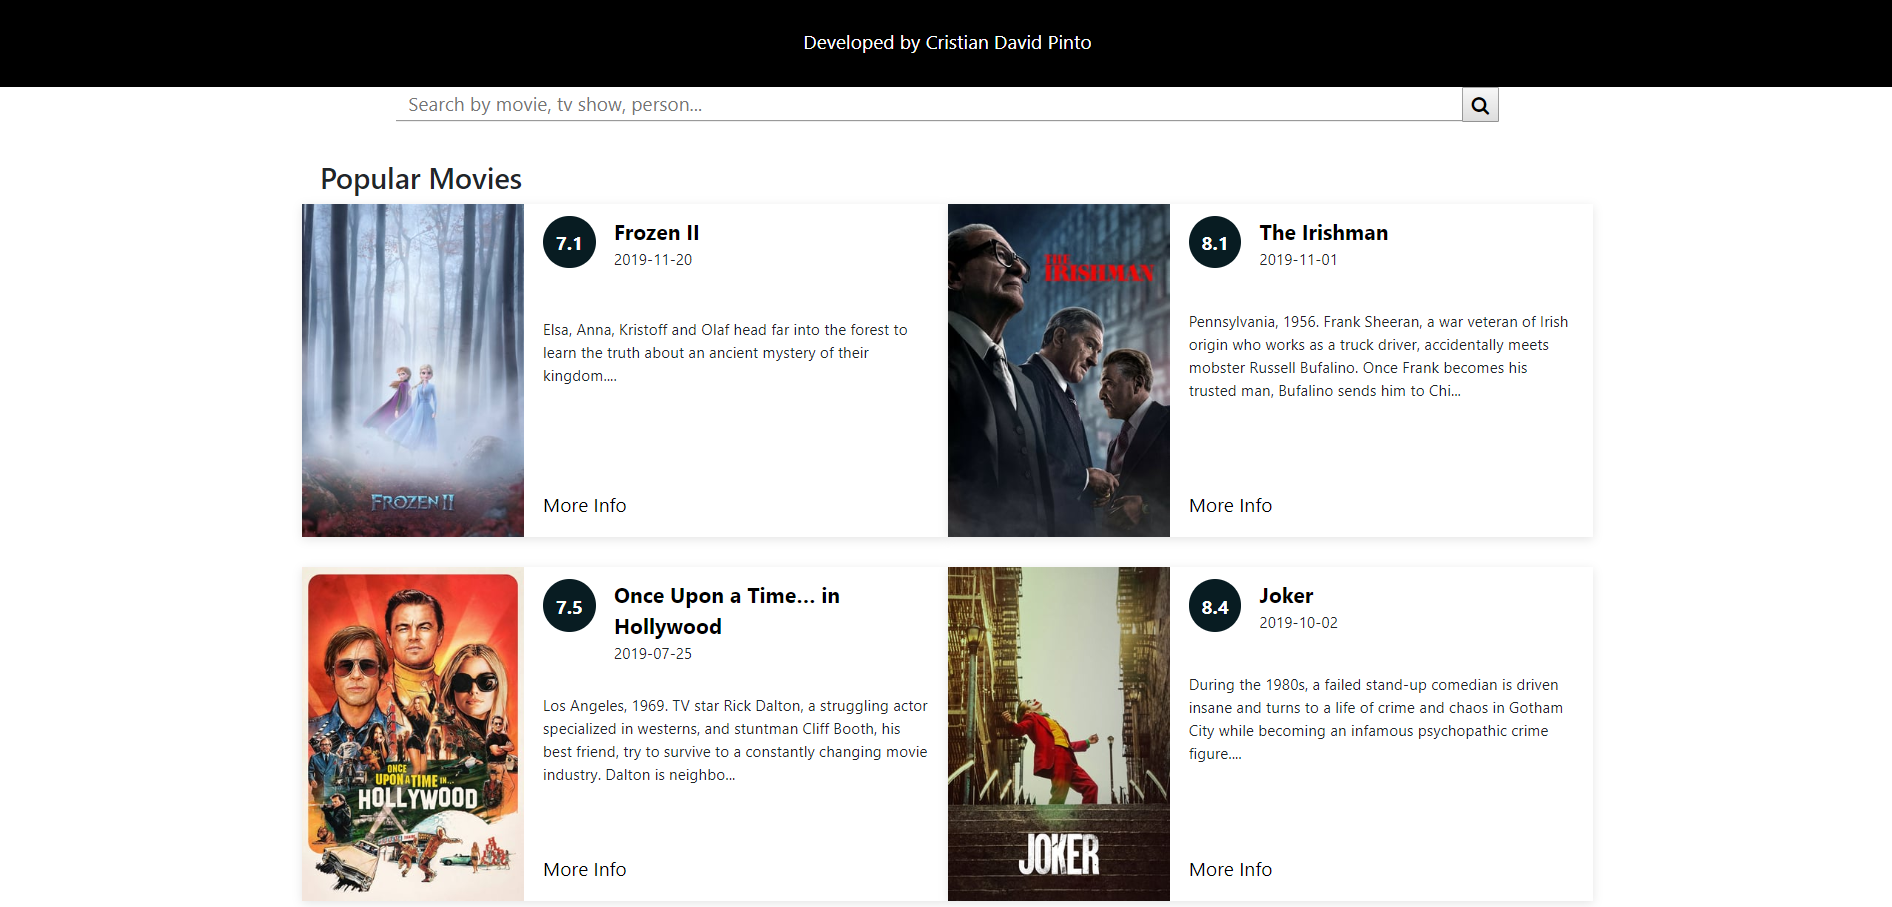 Developed by Cristian David Pinto
Search by movie, tv show, person...
Popular Movies
FROZEN II
7.1
Frozen II
2019-11-20
Elsa, Anna, Kristoff and Olaf head far into the forest to
learn the truth about an ancient mystery of their
kingdom....
More Info
THE
IRISHMAN
8.1
The Irishman
2019-11-01
Pennsylvania, 1956. Frank Sheeran, a war veteran of Irish
origin who works as a truck driver, accidentally meets
mobster Russell Bufalino. Once Frank becomes his
trusted man, Bufalino sends him to Chi...
More Info
ONCE
UPON A TIME IN...
HOLLYWOOD
7.5
Once Upon a Time... in
Hollywood
2019-07-25
Los Angeles, 1969. TV star Rick Dalton, a struggling actor
specialized in westerns, and stuntman Cliff Booth, his
best friend, try to survive to a constantly changing movie
industry. Dalton is neighbo...
More Info
JOKER
8.4
Joker
2019-10-02
During the 1980s, a failed stand-up comedian is driven
insane and turns to a life of crime and chaos in Gotham
City while becoming an infamous psychopathic crime
figure....
More Info